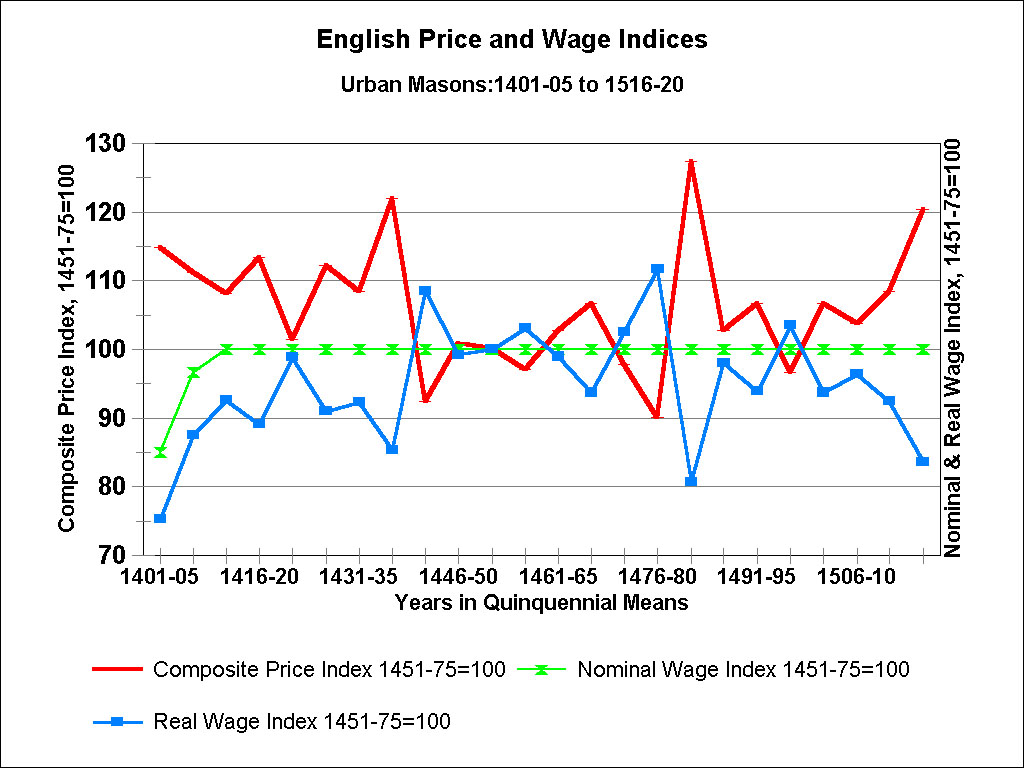 English Price and Wage Indices
Urban Masons:1401-05 to 1516-20
Composite Price Index, 1451-75=100
130
120
110
100
90
80
70
Nominal & Real Wage Index, 1451-75=100
1401-05 1416-20 1431-35 1446-50 1461-65 1476-80 1491-95 1506-10
Years in Quinquennial Means
Composite Price Index 1451-75=100 Nominal Wage Index 1451-75=100
Real Wage Index 1451-75=100